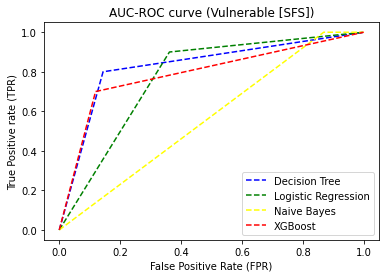 AUC-ROC curve (Vulnerable [SFS])
True Positive rate (TPR)
1.0
0.8
0.6
0.4
0.2
0.0
Decision Tree
Logistic Regression
Naive Bayes
XGBoost
0.0 0.2 0.4 0.6 0.8 1.0
False Positive Rate (FPR)